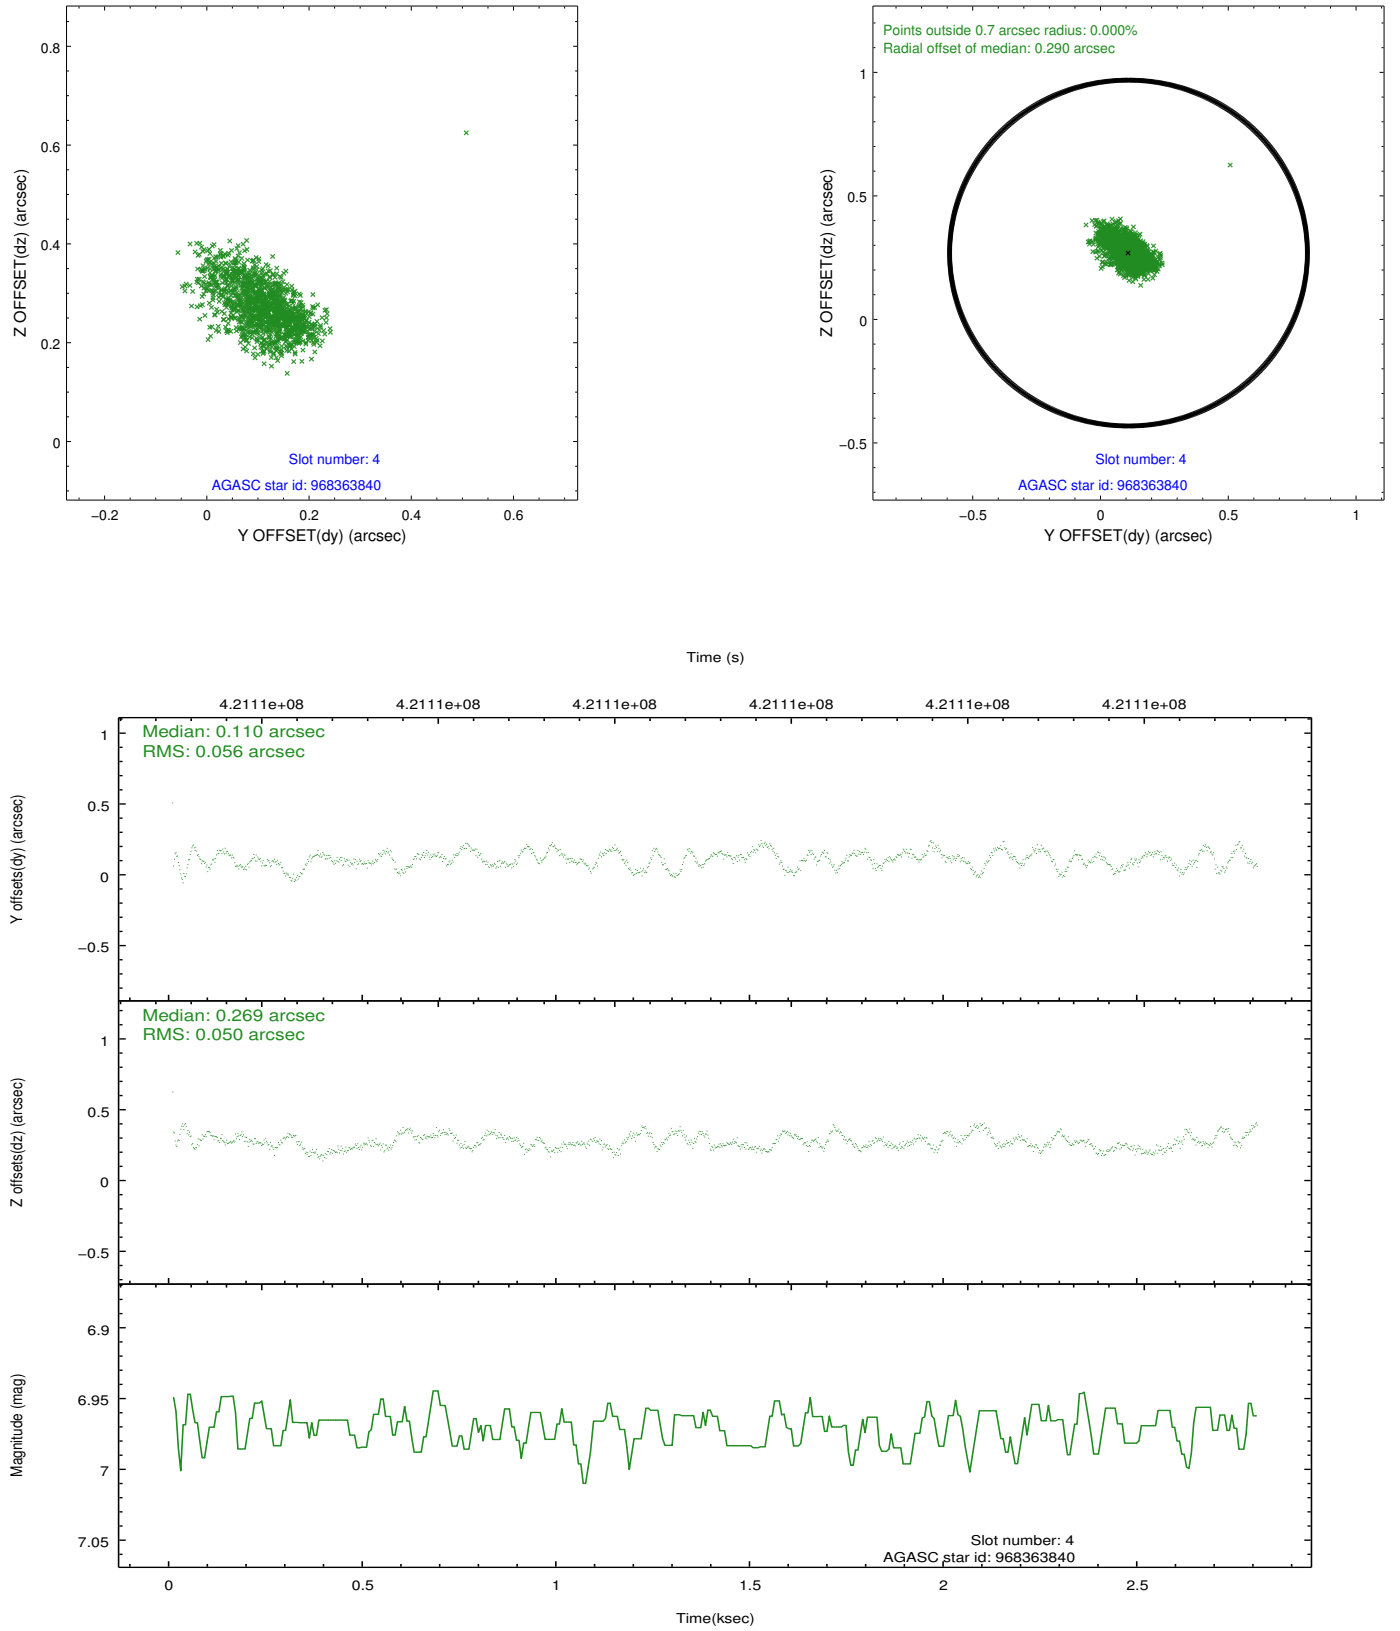 0.8
0.6
0.4
0.2
0
−0.2
0
0.2
0.4
0.6
Z OFFSET(dz) (arcsec)
Y OFFSET(dy) (arcsec)
Slot number: 4
AGASC star id: 968363840
Points outside 0.7 arcsec radius: 0.000%
Radial offset of median: 0.290 arcsec
1
0.5
0
−0.5
−0.5
0
0.5
1
Z OFFSET(dz) (arcsec)
Y OFFSET(dy) (arcsec)
Slot number: 4
AGASC star id: 968363840
Time (s)
4.2111e+08
4.2111e+08
4.2111e+08
4.2111e+08
4.2111e+08
4.2111e+08
Median: 0.110 arcsec
RMS: 0.056 arcsec
1
0.5
0
−0.5
Y offsets(dy) (arcsec)
Median: 0.269 arcsec
RMS: 0.050 arcsec
1
0.5
0
−0.5
Z offsets(dz) (arcsec)
6.9
6.95
7
7.05
Magnitude (mag)
Slot number: 4
AGASC star id: 968363840
0
0.5
1
1.5
2
2.5
Time(ksec)